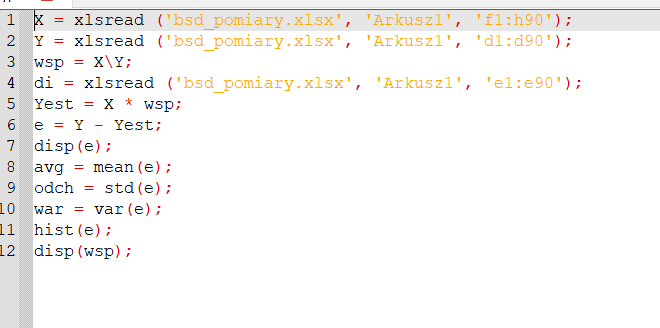 1 X = xlsread ('bsd_pomiary.xlsx', 'Arkusz1', 'f1:h90');
2 Y = xlsread ('bsd_pomiary.xlsx', 'Arkusz1', 'd1:d90');
3 wsp = X\Y;
4 di = xlsread ('bsd_pomiary.xlsx', 'Arkusz1', 'e1:e90');
5 Yest = X * wsp;
6 e = Y - Yest;
7 disp(e);
8 avg = mean(e);
9 odch = std(e);
10 war = var(e);
11 hist(e);
12 disp(wsp);